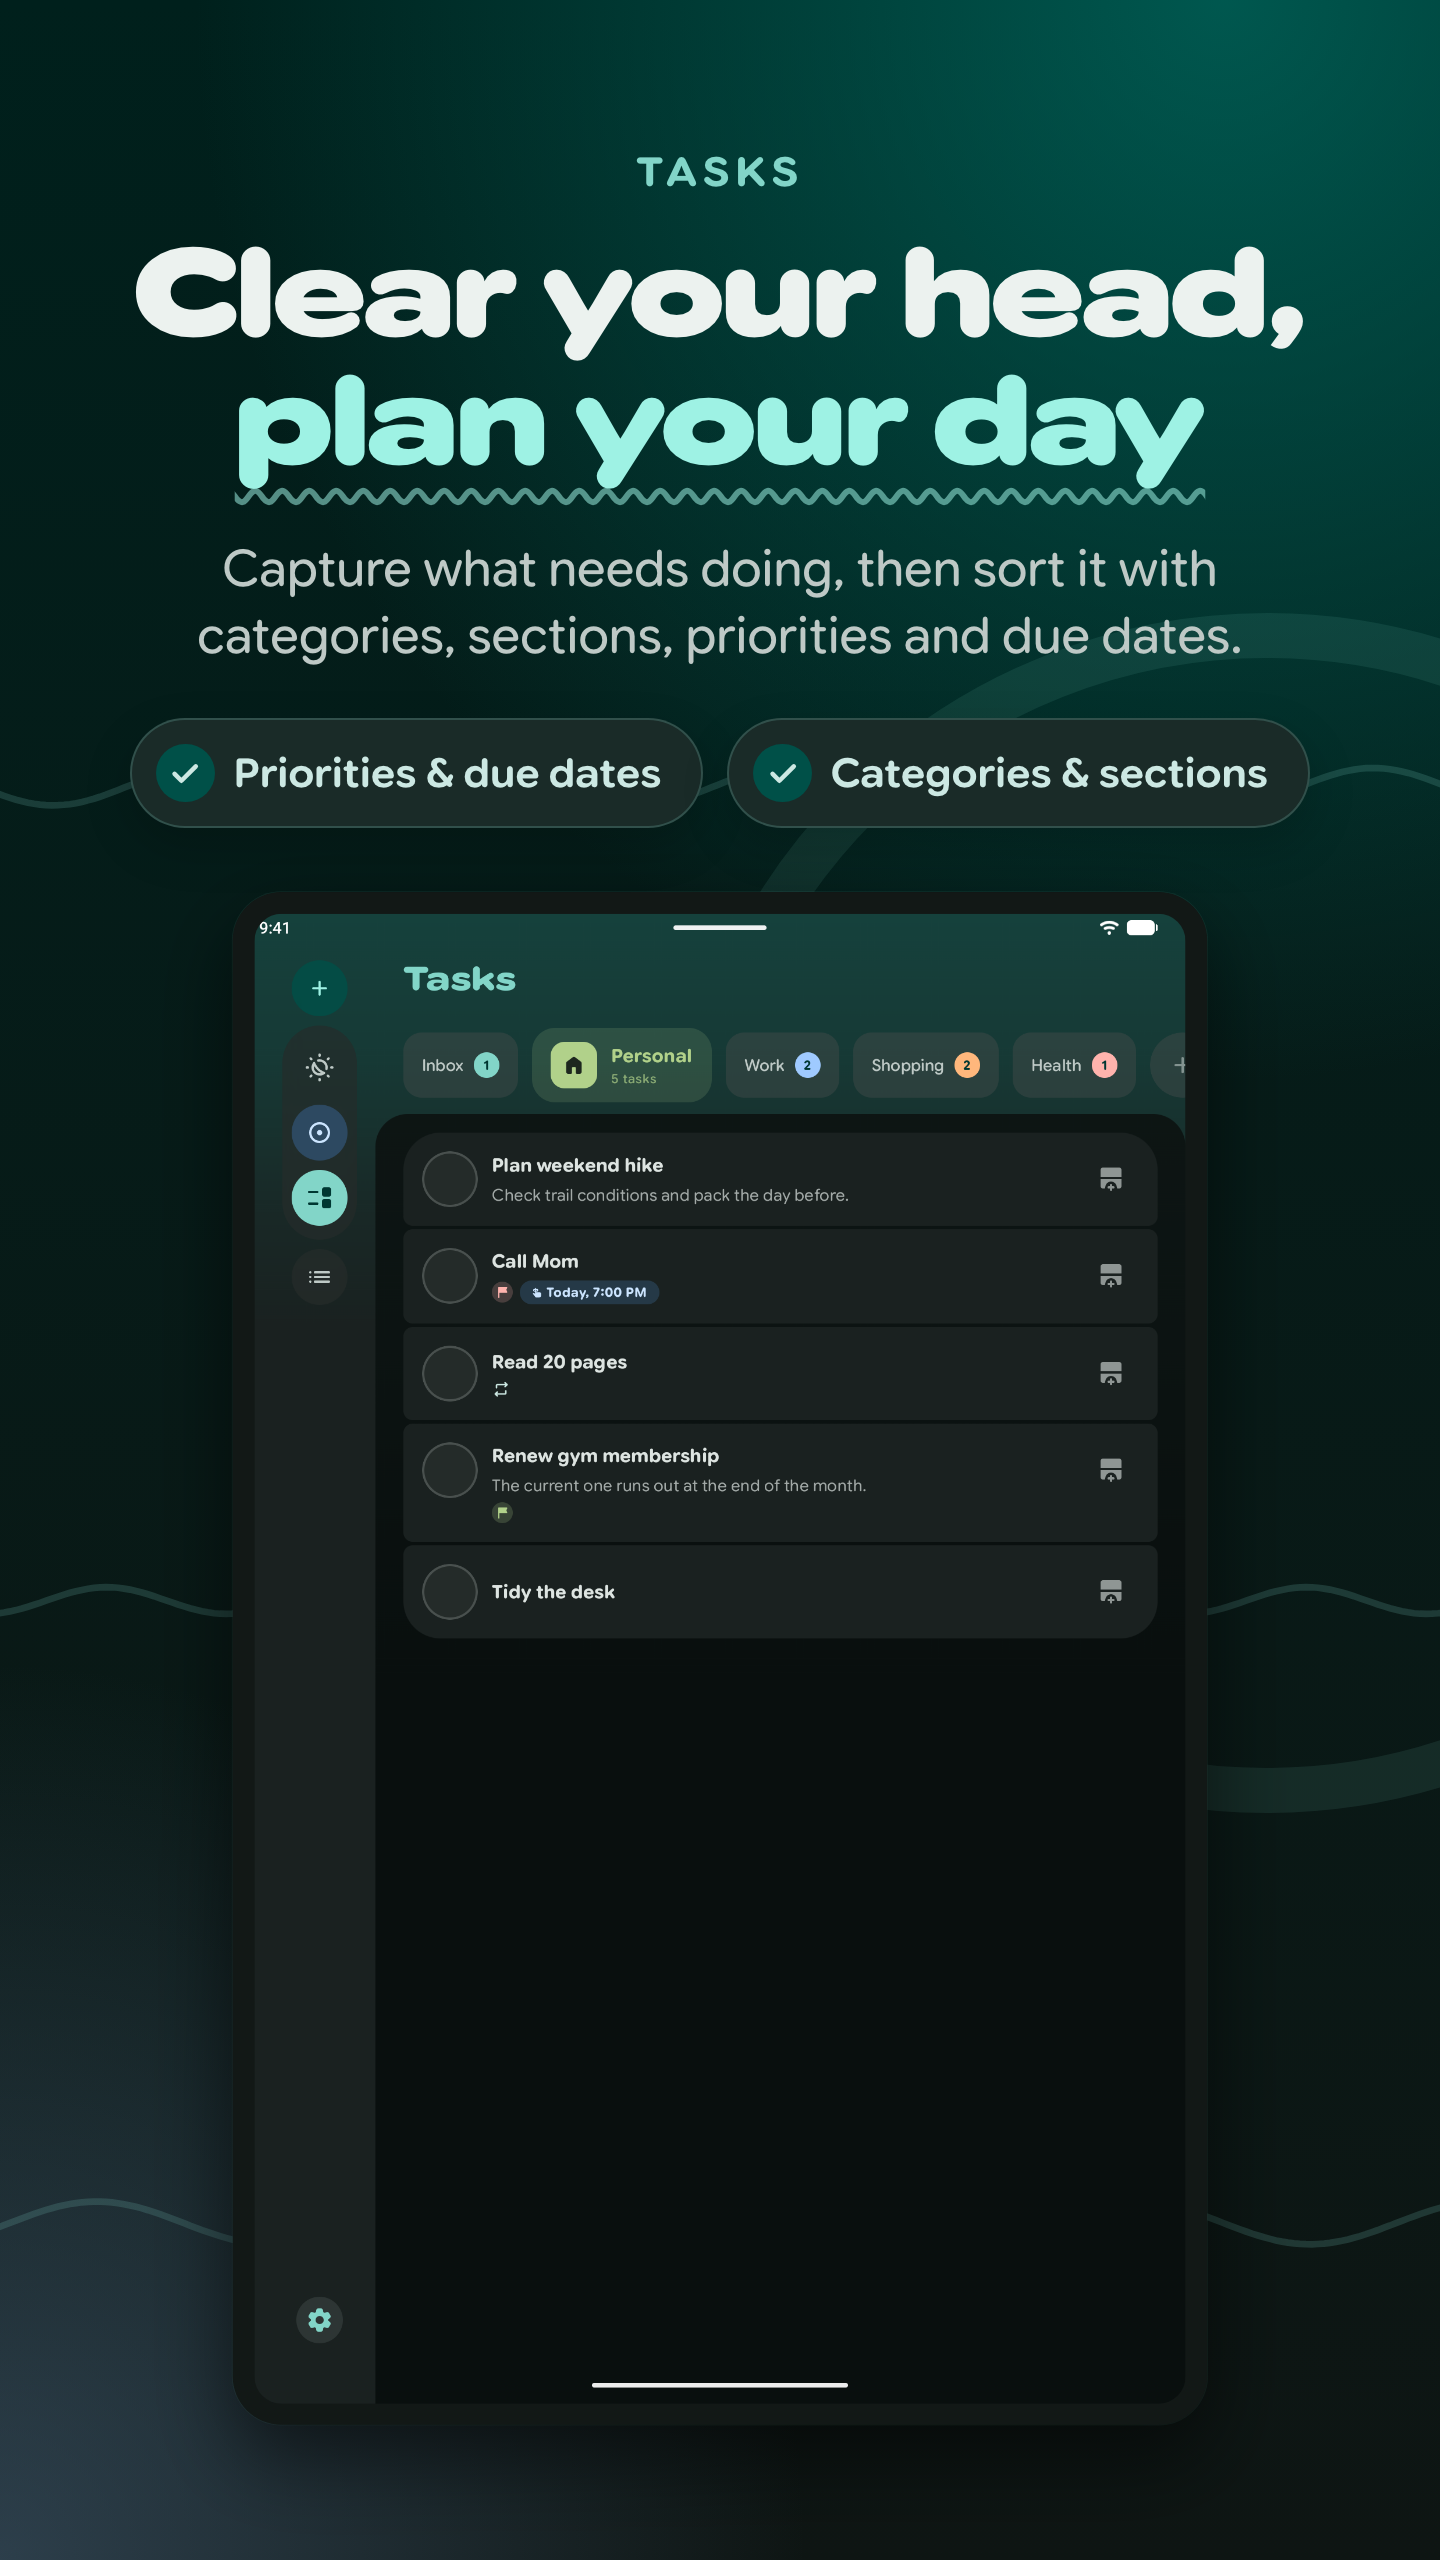 TASKS
Clear your head,
plan your day
Capture what needs doing, then sort it with
categories, sections, priorities and due dates.
Priorities & due dates
Categories & sections
9:41
Tasks
Inbox 1
Personal
5 tasks
Work 2
Shopping 2
Health 1
Plan weekend hike
Check trail conditions and pack the day before.
Call Mom
Today, 7:00 PM
Read 20 pages
Renew gym membership
The current one runs out at the end of the month.
Tidy the desk